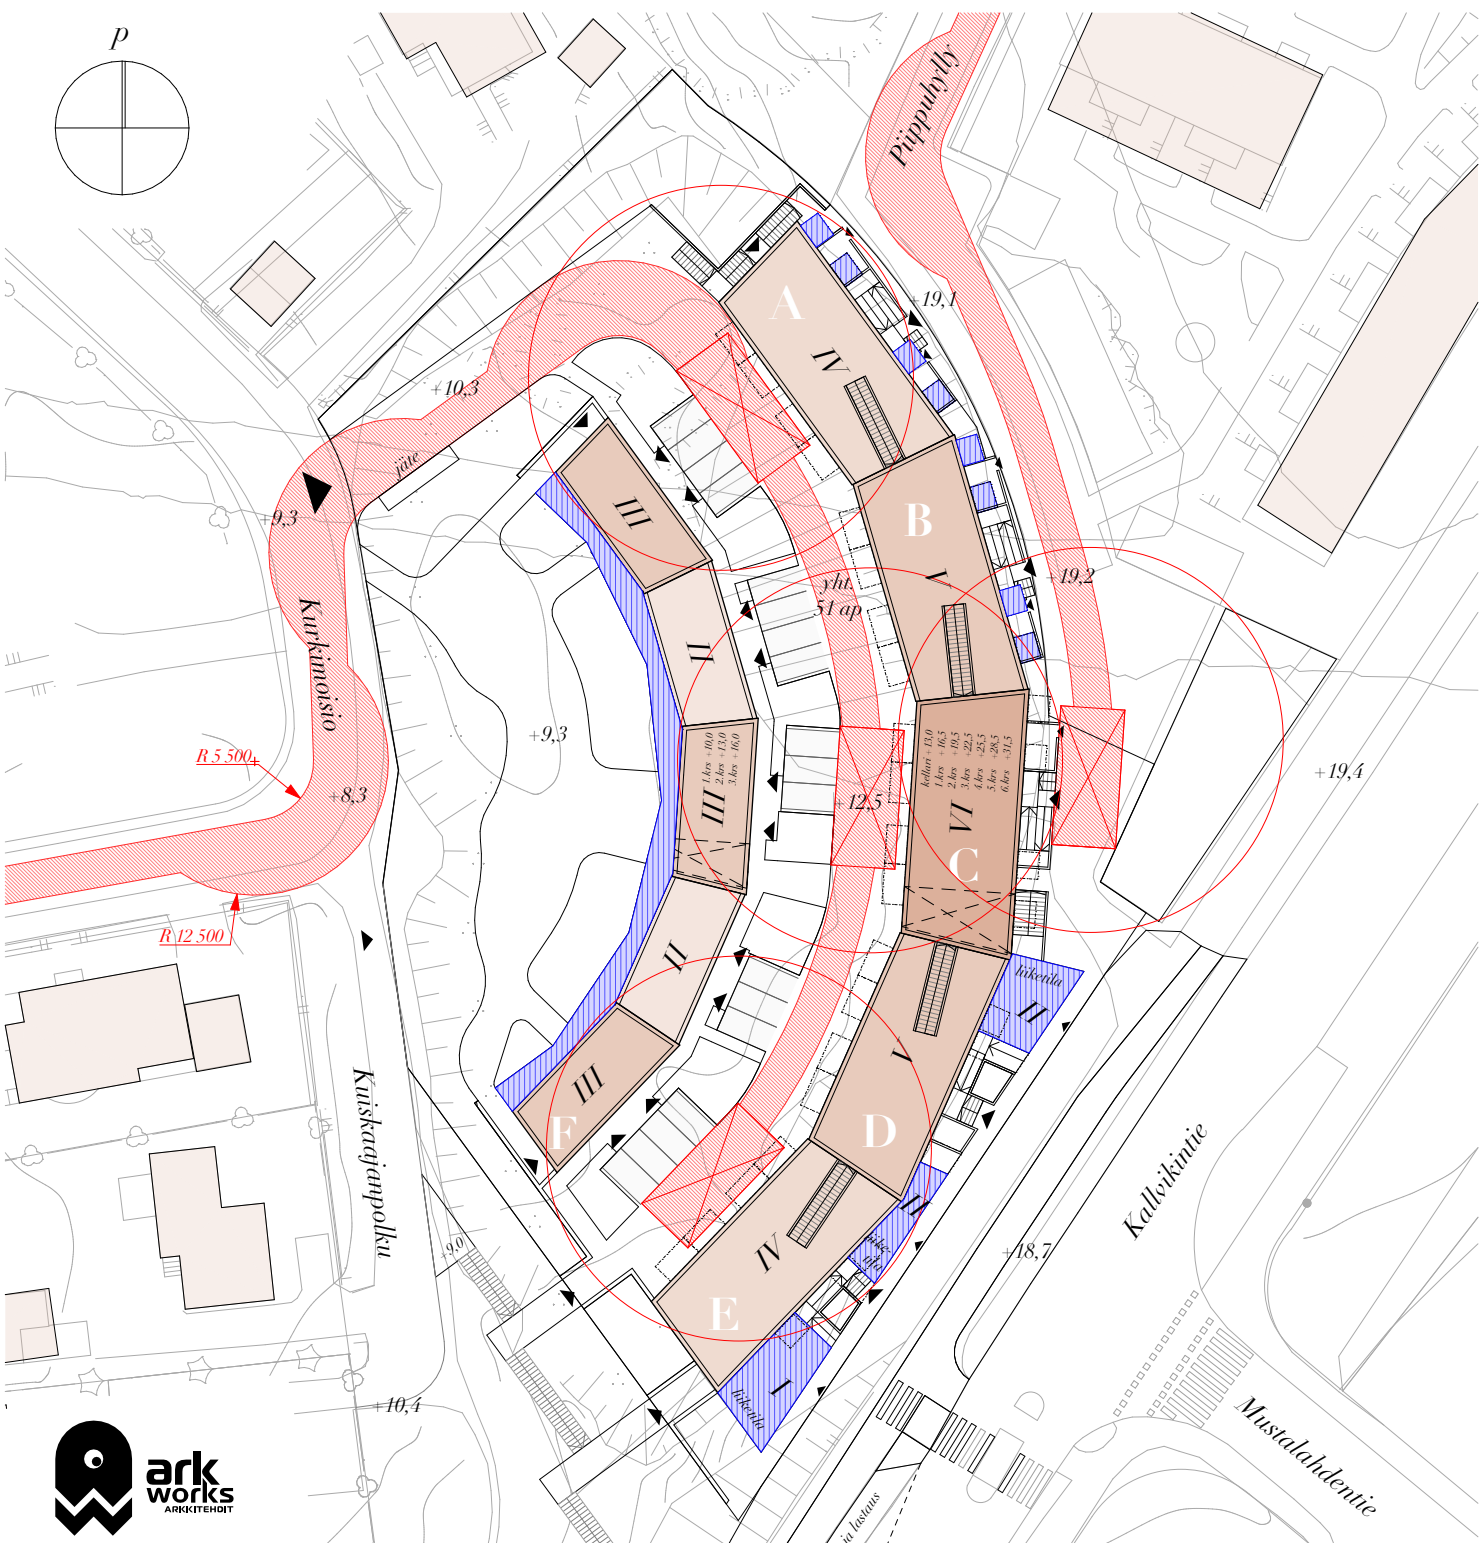 p
Piippuhylly
A
+19,1
IV
+10,3
jäte
B
III
+9,3
V
yht.
51 ap
+19,2
Kurkimoisio
II
+9,3
III
1.krs +10,0
2.krs +13,0
3.krs +16,0
kellari +13,0
1.krs +16,5
2.krs +19,5
3.krs +22,5
4.krs +25,5
5.krs +28,5
6.krs +31,5
VI
C
R 5 500
+8,3
+12,5
+19,4
R 12 500
II
liiketila
II
V
III
F
D
Kuiskaajanpolku
Kallvikintie
II
liike-
tila
IV
+9,0
+18,7
E
I
liiketila
+10,4
Mustalahdentie
ja lastaus
ark
works
ARKKITEHDIT